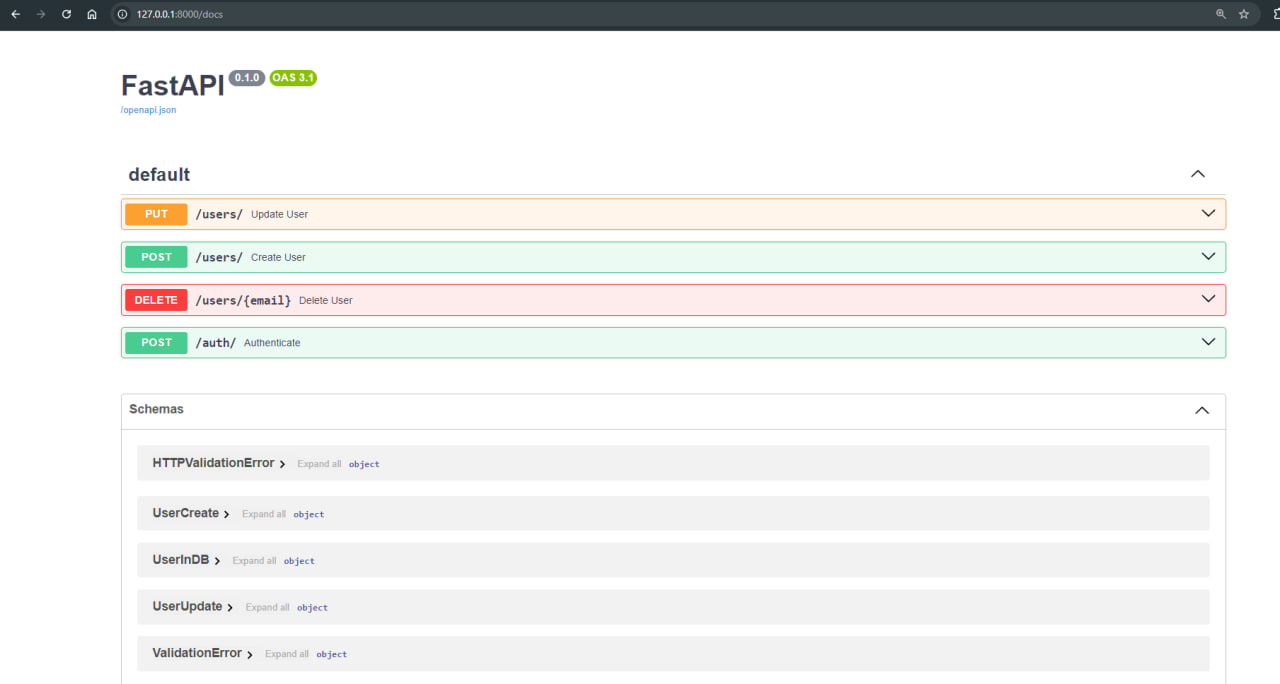 127.0.0.1:8000/docs
FastAPI 0.1.0 OAS 3.1
/openapi.json
default
PUT /users/ Update User
POST /users/ Create User
DELETE /users/{email} Delete User
POST /auth/ Authenticate
Schemas
HTTPValidationError Expand all object
UserCreate Expand all object
UserInDB Expand all object
UserUpdate Expand all object
ValidationError Expand all object